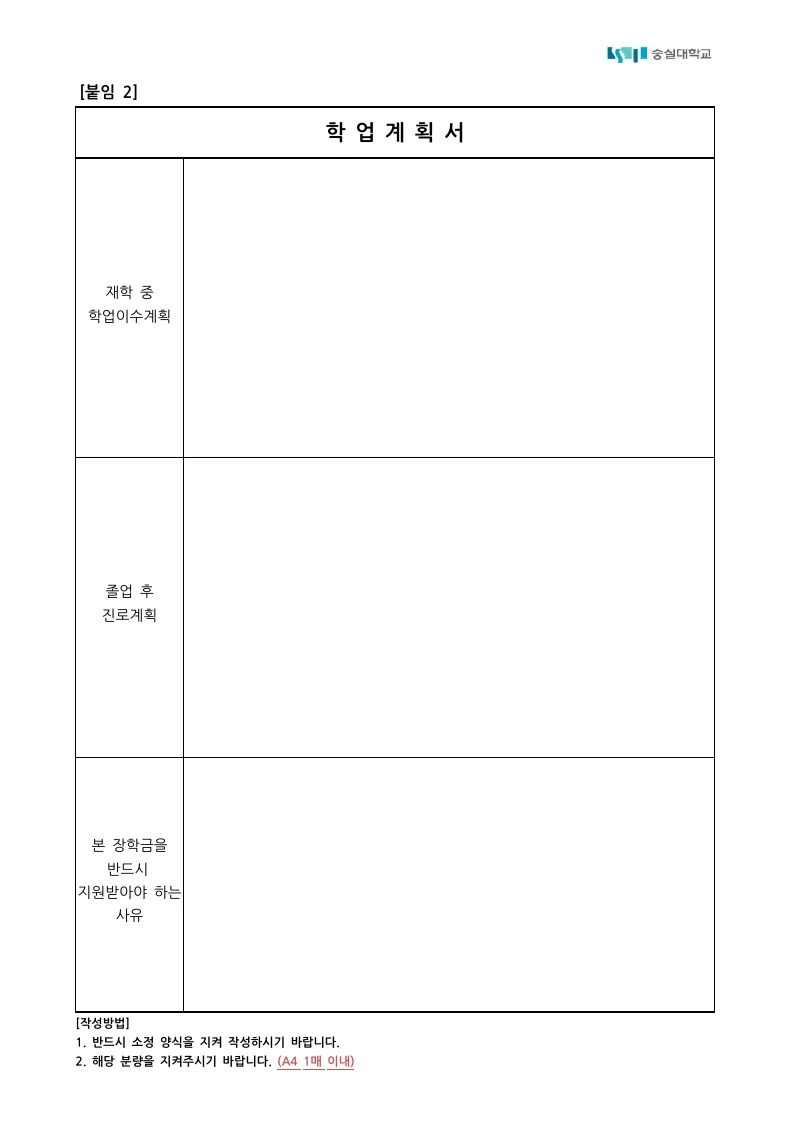 숭실대학교
[붙임 2]
학 업 계 획 서
재학 중
학업이수계획
졸업 후
진로계획
본 장학금을
반드시
지원받아야 하는
사유
[작성방법]
1. 반드시 소정 양식을 지켜 작성하시기 바랍니다.
2. 해당 분량을 지켜주시기 바랍니다. (A4 1매 이내)